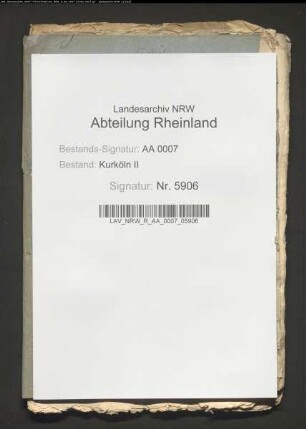 Landesarchiv NRW
Abteilung Rheinland
Bestands-Signatur: AA 0007
Bestand: Kurköln II
Signatur: Nr. 5906
LAV_NRW_R_AA_0007_05906